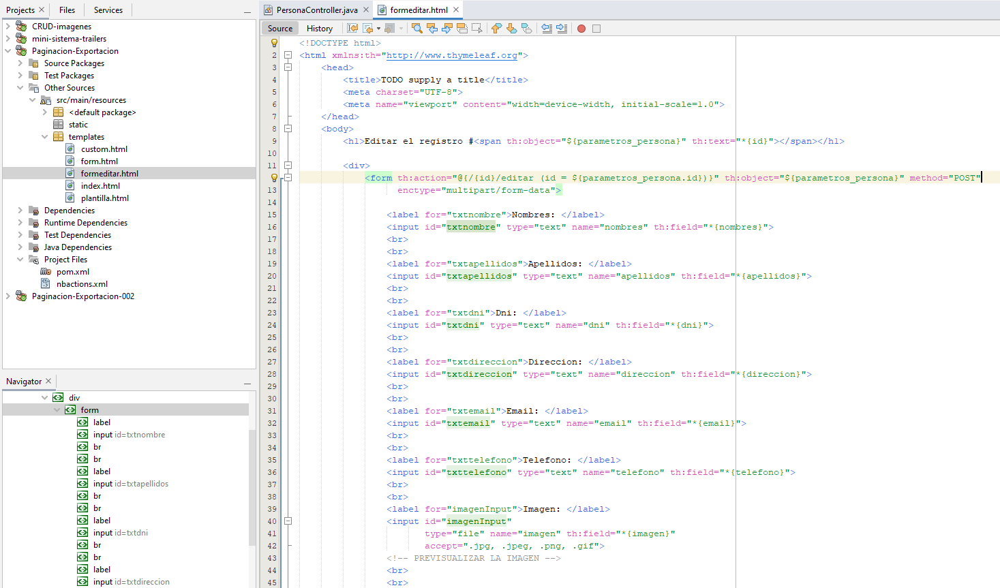 Projects
Files
Services
CRUD-imagenes
mini-sistema-trailers
Paginacion-Exportacion
Source Packages
Test Packages
Other Sources
src/main/resources
<default package>
static
templates
custom.html
form.html
formeditar.html
index.html
plantilla.html
Dependencies
Runtime Dependencies
Test Dependencies
Java Dependencies
Project Files
pom.xml
nbactions.xml
Paginacion-Exportacion-002
Navigator
div
form
label
input id=txtnombre
br
br
label
input id=txtapellidos
br
br
label
input id=txtdni
br
br
label
input id=txtdireccion
PersonaController.java
formeditar.html
Source
History
<!DOCTYPE html>
2 <html xmlns:th="http://www.thymeleaf.org">
3 <head>
4 <title>TODO supply a title</title>
5 <meta charset="UTF-8">
6 <meta name="viewport" content="width=device-width, initial-scale=1.0">
7 </head>
8 <body>
9 <h1>Editar el registro #<span th:object="${parametros_persona}" th:text="*{id}"></span></h1>
10
11 <div>
<form th:action="@{/{id}/editar (id = ${parametros_persona.id})}" th:object="${parametros_persona}" method="POST"
13 enctype="multipart/form-data">
14
15 <label for="txtnombre">Nombres: </label>
16 <input id="txtnombre" type="text" name="nombres" th:field="*{nombres}">
17 <br>
18 <br>
19 <label for="txtapellidos">Apellidos: </label>
20 <input id="txtapellidos" type="text" name="apellidos" th:field="*{apellidos}">
21 <br>
22 <br>
23 <label for="txtdni">Dni: </label>
24 <input id="txtdni" type="text" name="dni" th:field="*{dni}">
25 <br>
26 <br>
27 <label for="txtdireccion">Direccion: </label>
28 <input id="txtdireccion" type="text" name="direccion" th:field="*{direccion}">
29 <br>
30 <br>
31 <label for="txtemail">Email: </label>
32 <input id="txtemail" type="text" name="email" th:field="*{email}">
33 <br>
34 <br>
35 <label for="txttelefono">Telefono: </label>
36 <input id="txttelefono" type="text" name="telefono" th:field="*{telefono}">
37 <br>
38 <br>
39 <label for="imagenInput">Imagen: </label>
40 <input id="imagenInput"
41 type="file" name="imagen" th:field="*{imagen}"
42 accept=".jpg, .jpeg, .png, .gif">
43 <!-- PREVISUALIZAR LA IMAGEN -->
44 <br>
45 <br>